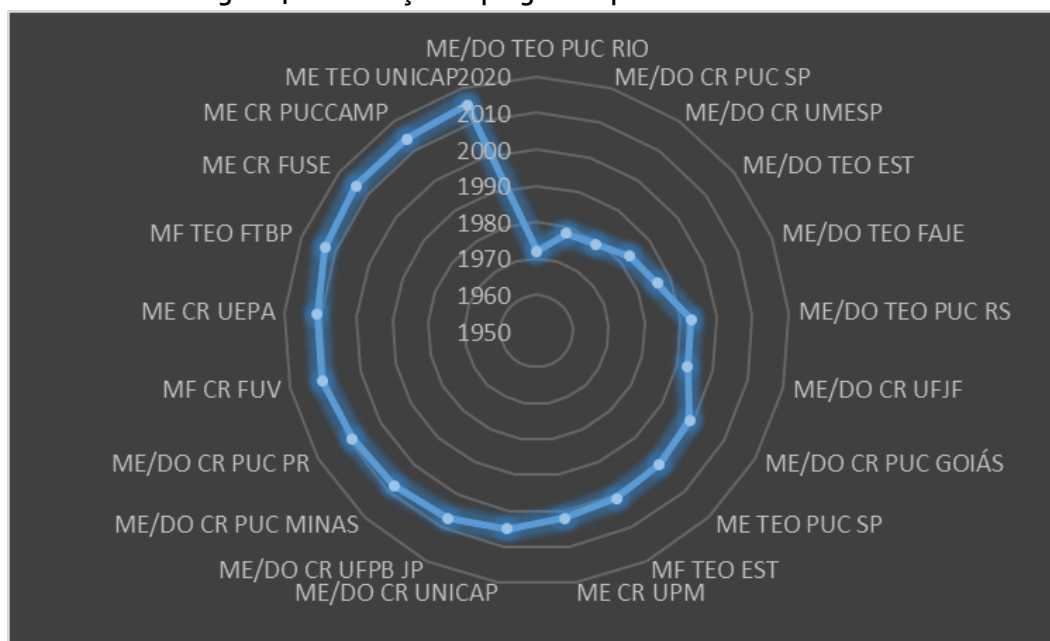 ME/DO TEO PUC RIO
ME/DO CR PUC SP
ME/DO CR UMESP
ME/DO TEO EST
ME/DO TEO FAJE
ME/DO TEO PUC RS
ME/DO CR UFJF
ME/DO CR PUC GOIÁS
ME TEO PUC SP
MF TEO EST
ME CR UPM
ME/DO CR UNICAP
ME/DO CR UFPB JP
ME/DO CR PUC MINAS
ME/DO CR PUC PR
MF CR FUV
ME CR UEPA
MF TEO FTBP
ME CR FUSE
ME CR PUCCAMP
ME TEO UNICAP
2020
2010
2000
1990
1980
1970
1960
1950